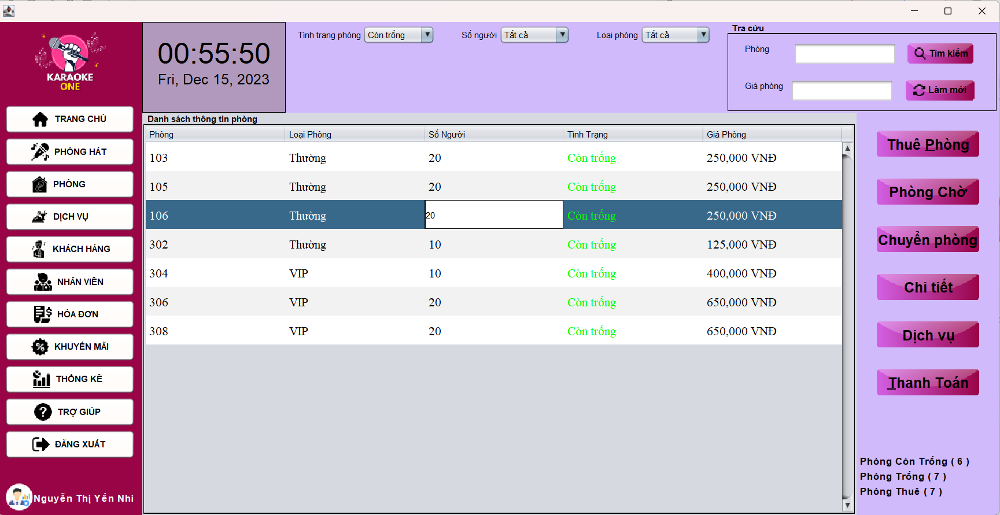 KARAOKE
ONE
TRANG CHỦ
PHÒNG HÁT
PHÒNG
DỊCH VỤ
KHÁCH HÀNG
NHÂN VIÊN
HÓA ĐƠN
KHUYẾN MÃI
THỐNG KÊ
TRỢ GIÚP
ĐĂNG XUẤT
Nguyễn Thị Yến Nhi
00:55:50
Fri, Dec 15, 2023
Tình trạng phòng Còn trống Số người Tất cả Loại phòng Tất cả
Tra cứu
Phòng Tìm kiếm
Giá phòng Làm mới
Danh sách thông tin phòng
Phòng Loại Phòng Số Người Tình Trạng Giá Phòng
103 Thường 20 Còn trống 250,000 VNĐ
105 Thường 20 Còn trống 250,000 VNĐ
106 Thường 20 Còn trống 250,000 VNĐ
302 Thường 10 Còn trống 125,000 VNĐ
304 VIP 10 Còn trống 400,000 VNĐ
306 VIP 20 Còn trống 650,000 VNĐ
308 VIP 20 Còn trống 650,000 VNĐ
Thuê Phòng
Phòng Chờ
Chuyển phòng
Chi tiết
Dịch vụ
Thanh Toán
Phòng Còn Trống ( 6 )
Phòng Trống ( 7 )
Phòng Thuê ( 7 )